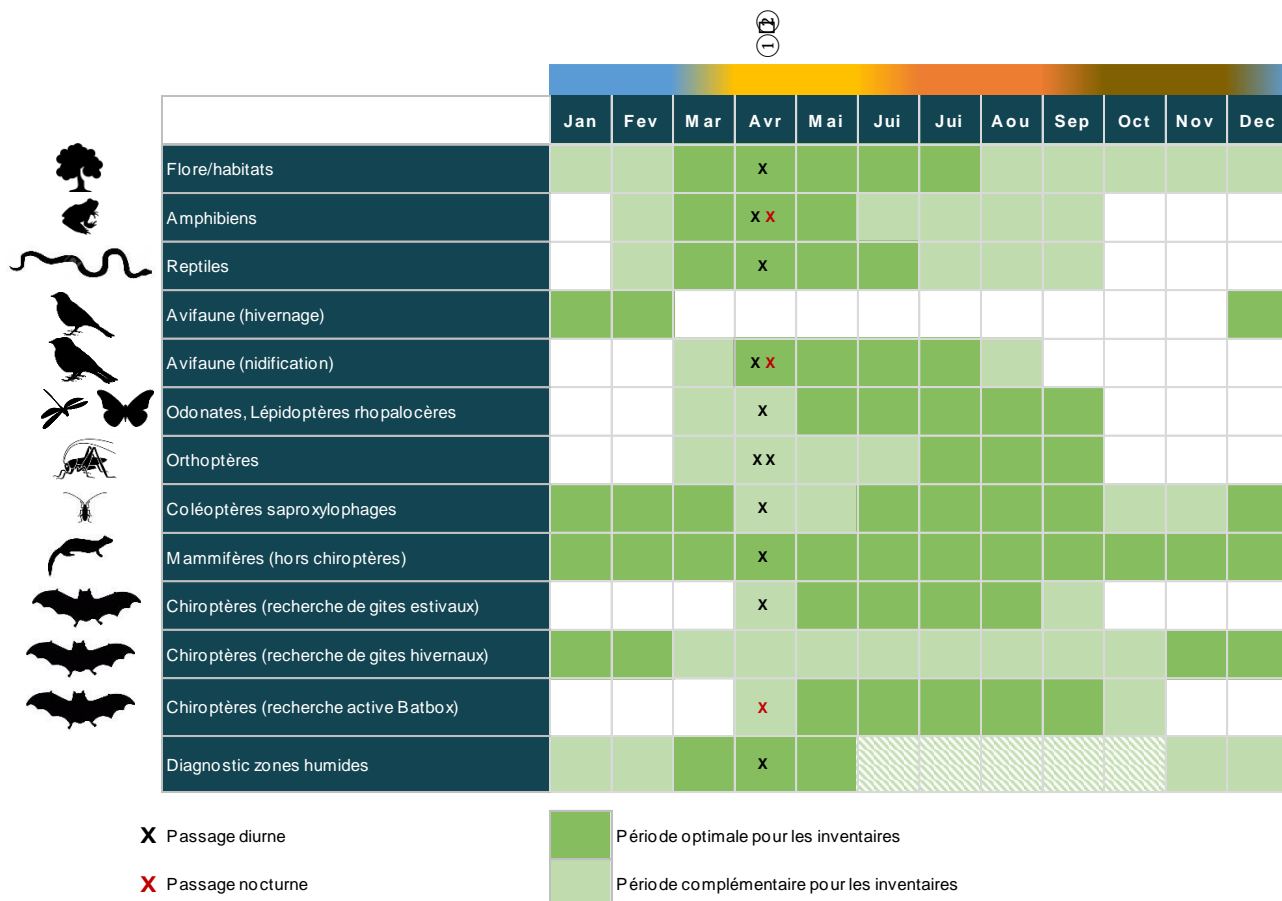 ① ②
Jan Fev Mar Avr Mai Jui Jui Aou Sep Oct Nov Dec
Flore/habitats X
Amphibiens X X
Reptiles X
Avifaune (hivernage)
Avifaune (nidification) X X
Odonates, Lépidoptères rhopalocères X
Orthoptères X X
Coléoptères saproxylophages X
Mammifères (hors chiroptères) X
Chiroptères (recherche de gites estivaux) X
Chiroptères (recherche de gites hivernaux)
Chiroptères (recherche active Batbox) X
Diagnostic zones humides X
X Passage diurne
Période optimale pour les inventaires
X Passage nocturne
Période complémentaire pour les inventaires